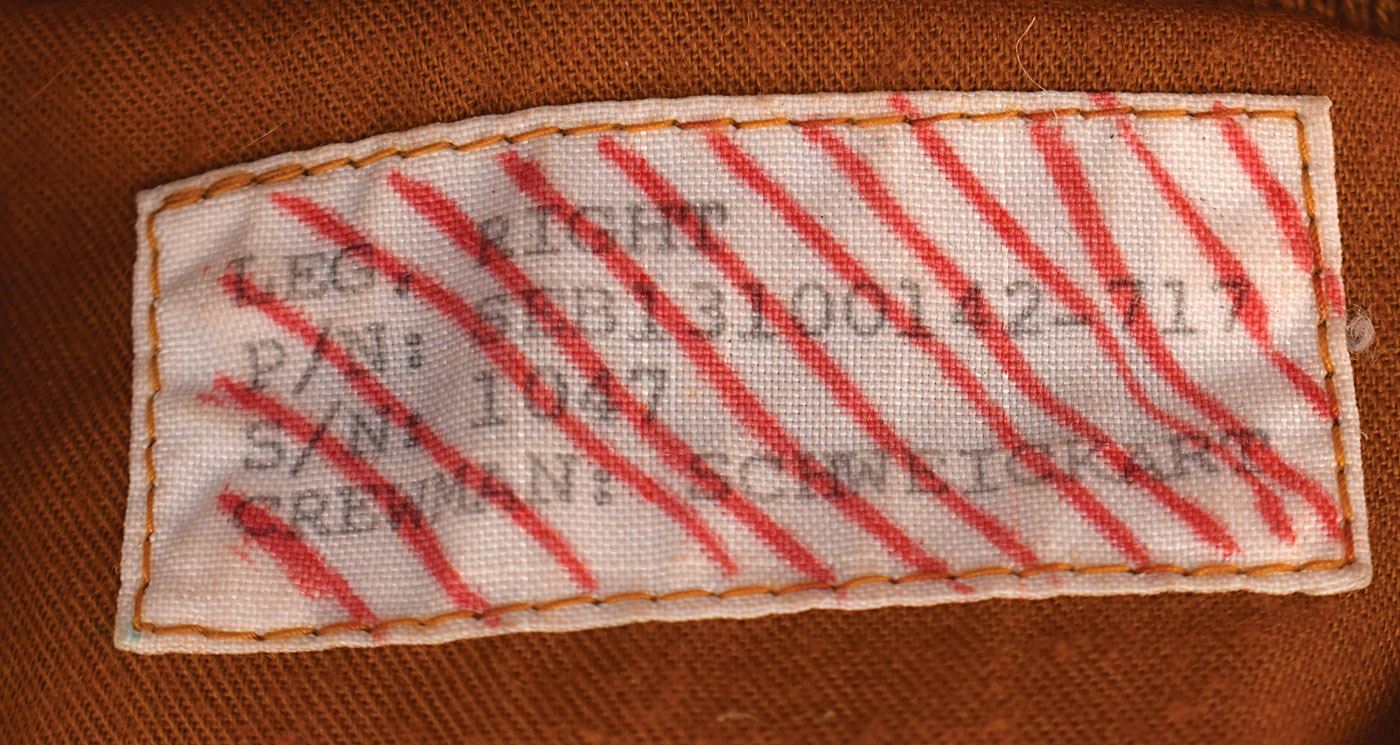 LEG, RIGHT
P/N: SEB13100142-717
S/N: 1047
CREWMAN: SCHWEICKART